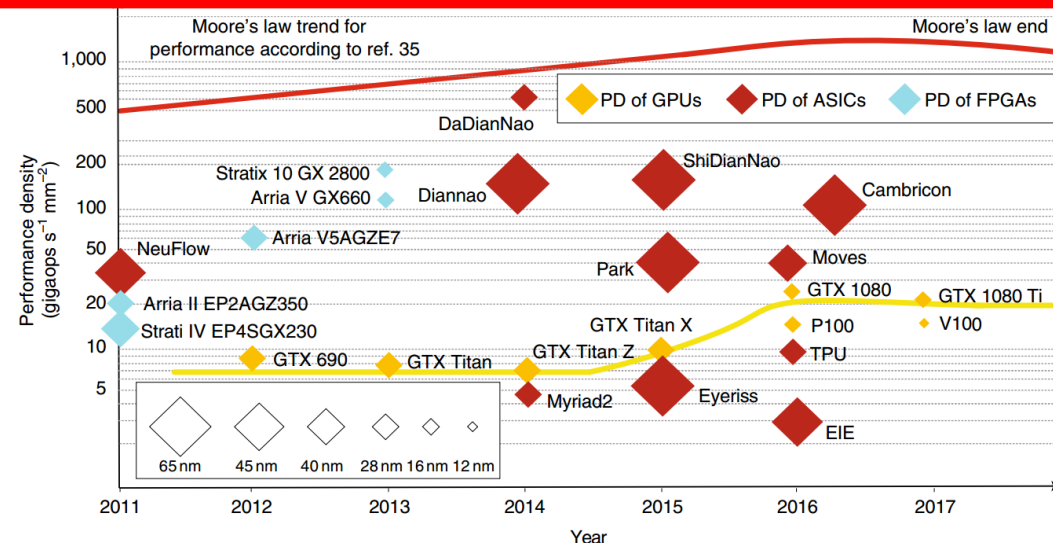 Moore's law trend for
performance according to ref. 35
Moore's law end
1,000
500
200
100
50
20
10
5
Performance density
(gigaops s⁻¹ mm⁻²)
PD of GPUs
PD of ASICs
PD of FPGAs
DaDianNao
Stratix 10 GX 2800
Arria V GX660
Diannao
ShiDianNao
Cambricon
NeuFlow
Arria V5AGZE7
Park
Moves
Arria II EP2AGZ350
Strati IV EP4SGX230
GTX 1080
GTX 1080 Ti
GTX Titan X
P100
V100
GTX 690
GTX Titan
GTX Titan Z
TPU
Myriad2
Eyeriss
EIE
65 nm
45 nm
40 nm
28 nm
16 nm
12 nm
2011
2012
2013
2014
2015
2016
2017
Year